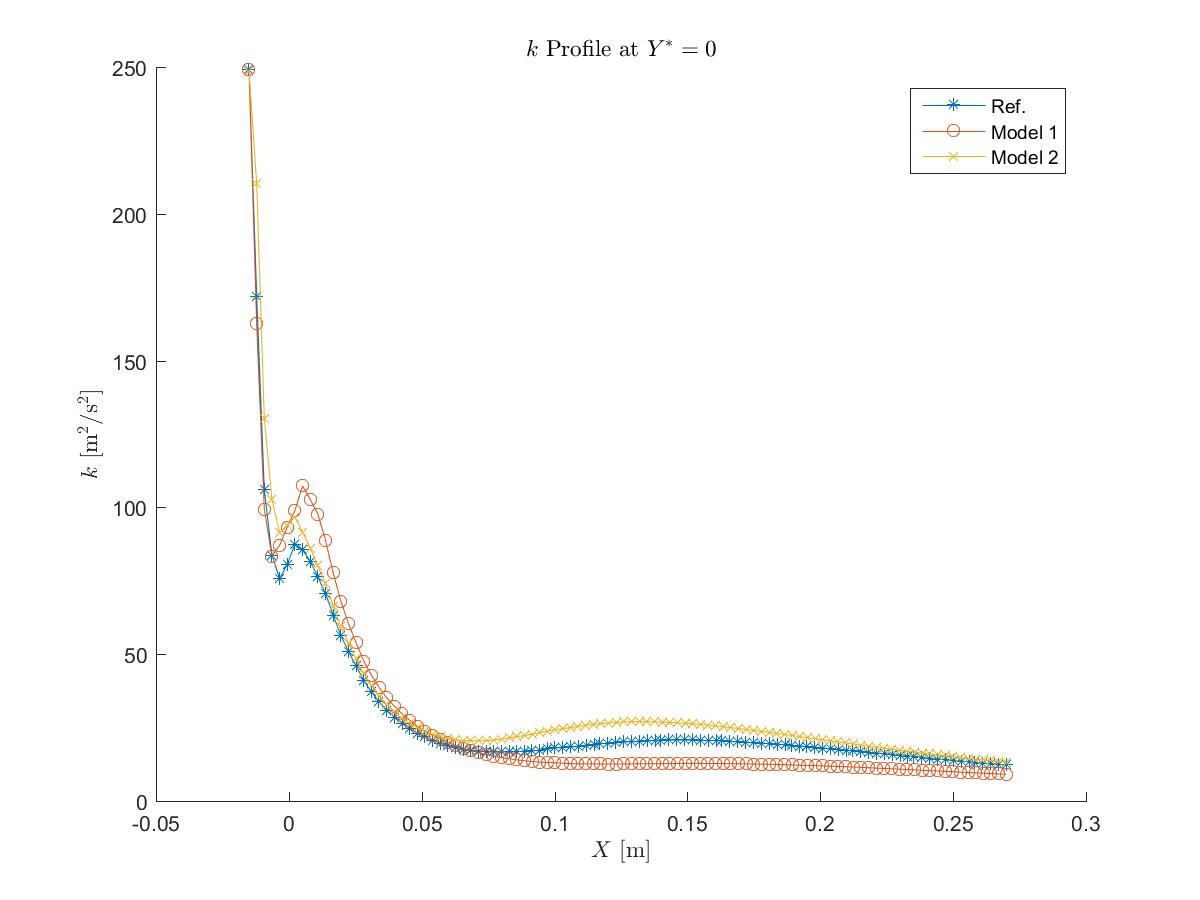 k Profile at Y* = 0
250
200
150
100
50
0
k [m²/s²]
-0.05 0 0.05 0.1 0.15 0.2 0.25 0.3
X [m]
Ref.
Model 1
Model 2